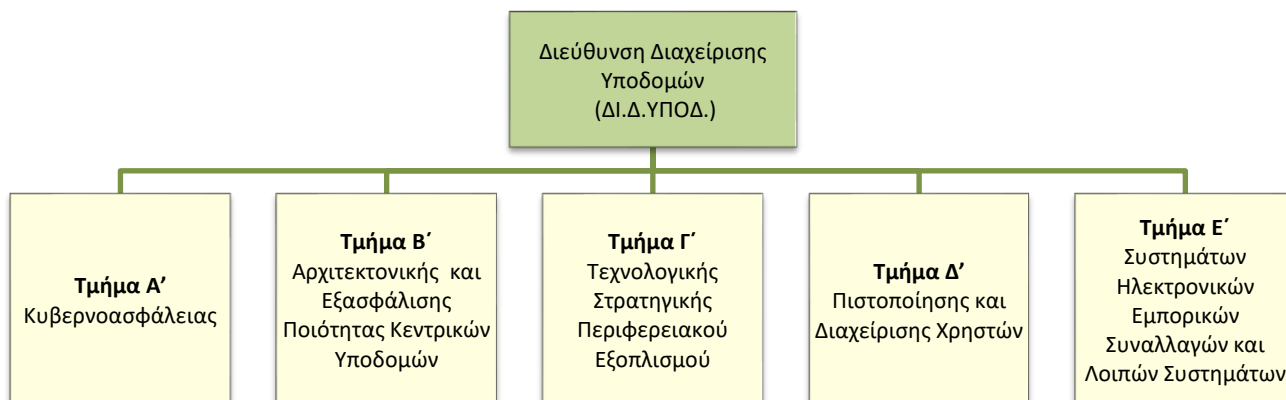 Διεύθυνση Διαχείρισης
Υποδομών
(ΔΙ.Δ.ΥΠΟΔ.)
Τμήμα Α’
Κυβερνοασφάλειας
Τμήμα Β΄
Αρχιτεκτονικής και
Εξασφάλισης
Ποιότητας Κεντρικών
Υποδομών
Τμήμα Γ΄
Τεχνολογικής
Στρατηγικής
Περιφερειακού
Εξοπλισμού
Τμήμα Δ’
Πιστοποίησης και
Διαχείρισης Χρηστών
Τμήμα Ε΄
Συστημάτων
Ηλεκτρονικών
Εμπορικών
Συναλλαγών και
Λοιπών Συστημάτων